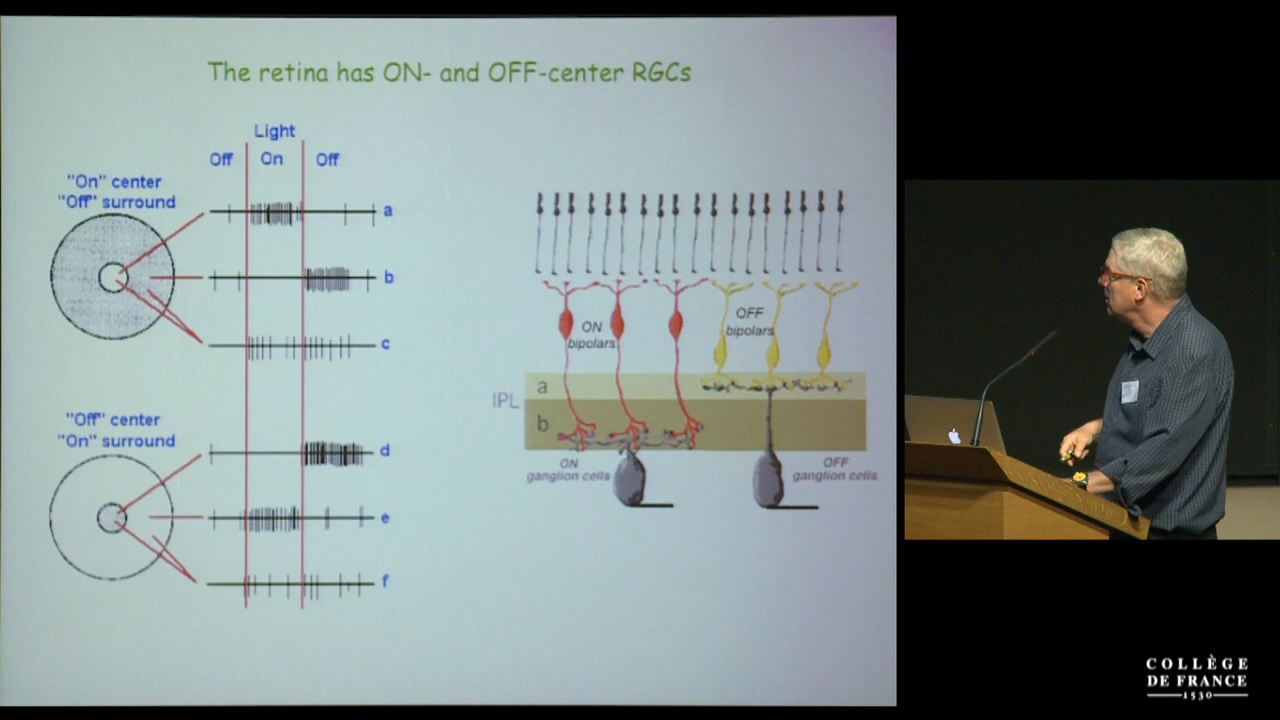 The retina has ON- and OFF-center RGCs
Light
Off On Off
"On" center
"Off" surround
a
b
c
"Off" center
"On" surround
d
e
f
ON
bipolars
OFF
bipolars
IPL
a
b
ON
ganglion cells
OFF
ganglion cells
COLLÈGE
DE FRANCE
1530